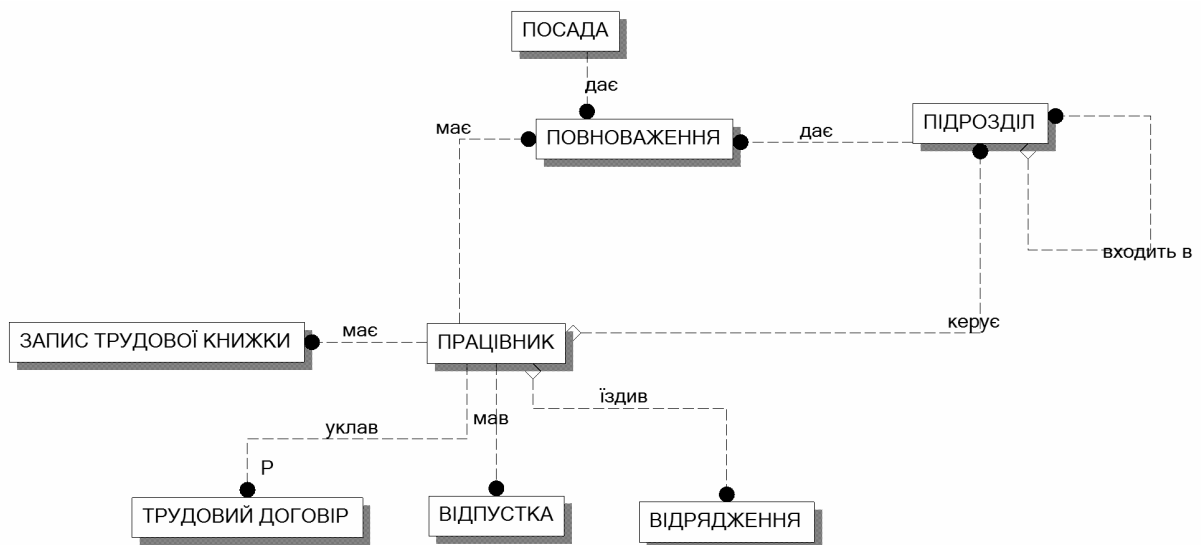 ПОСАДА
дає
має
ПОВНОВАЖЕННЯ
дає
ПІДРОЗДІЛ
входить в
ЗАПИС ТРУДОВОЇ КНИЖКИ
має
ПРАЦІВНИК
керує
їздив
уклав
мав
P
ТРУДОВИЙ ДОГОВІР
ВІДПУСТКА
ВІДРЯДЖЕННЯ